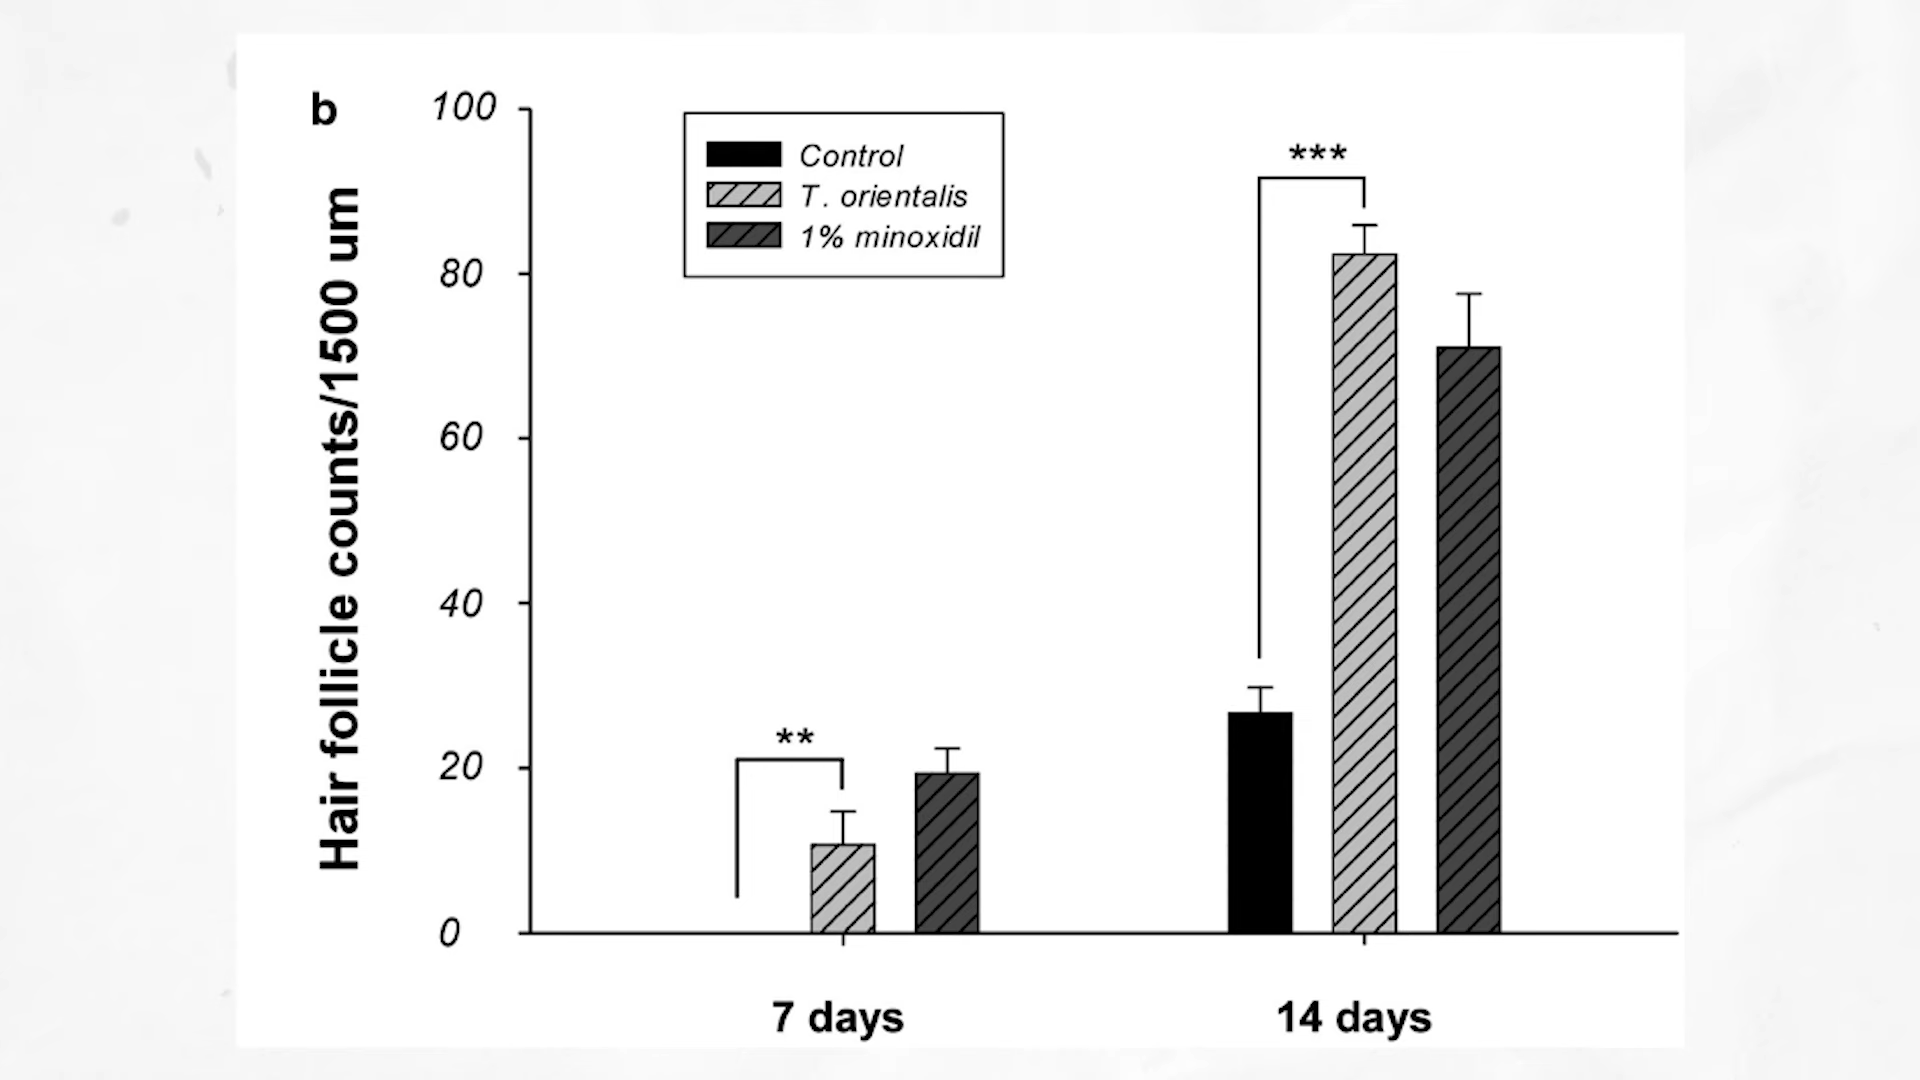 b
Hair follicle counts/1500 um
100
80
60
40
20
0
Control
T. orientalis
1% minoxidil
**
***
7 days
14 days